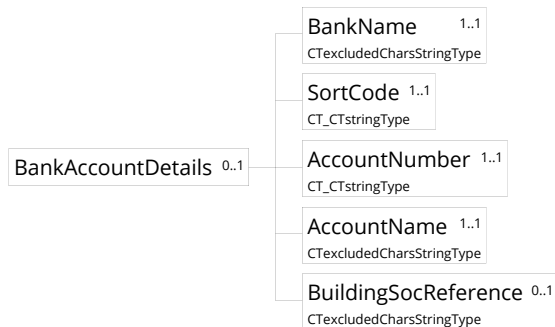 BankName 1..1
CTexcludedCharsStringType
SortCode 1..1
CT_CTstringType
BankAccountDetails 0..1
AccountNumber 1..1
CT_CTstringType
AccountName 1..1
CTexcludedCharsStringType
BuildingSocReference 0..1
CTexcludedCharsStringType